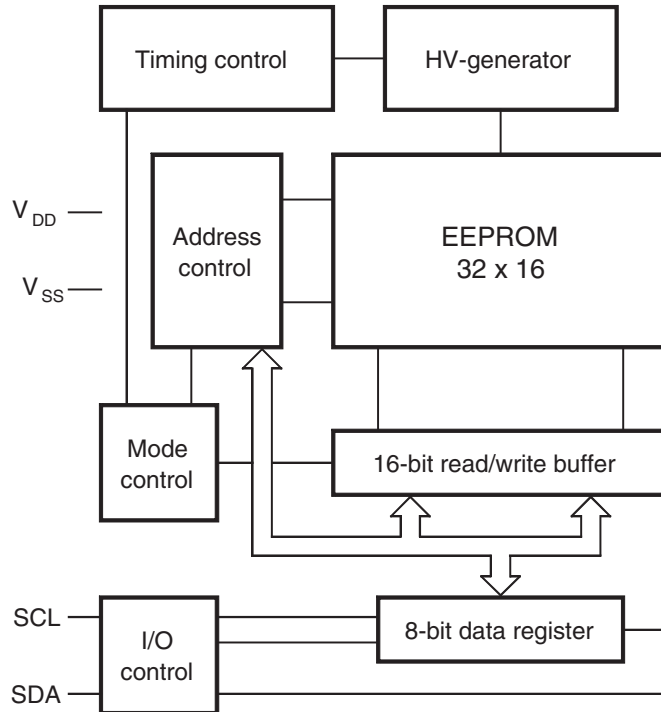 Timing control
HV-generator
V DD
V SS
Address
control
EEPROM
32 x 16
Mode
control
16-bit read/write buffer
SCL
SDA
I/O
control
8-bit data register